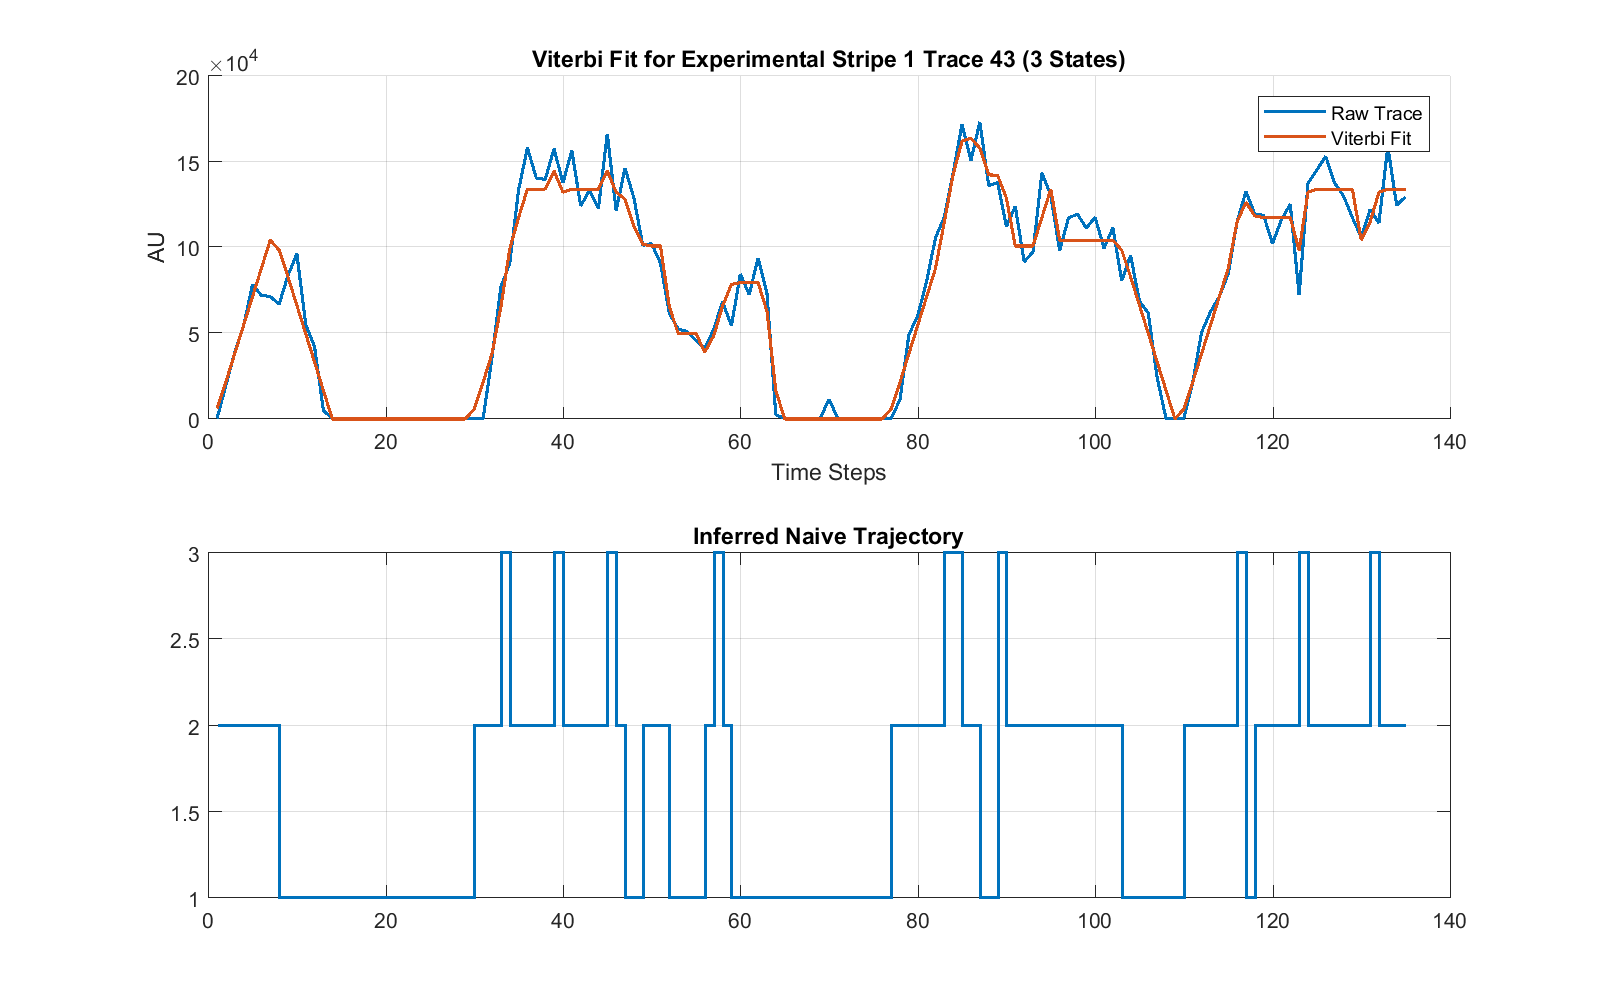 Viterbi Fit for Experimental Stripe 1 Trace 43 (3 States)
×10⁴
20
15
10
5
0
AU
Raw Trace
Viterbi Fit
0 20 40 60 80 100 120 140
Time Steps
Inferred Naive Trajectory
3
2.5
2
1.5
1
0 20 40 60 80 100 120 140